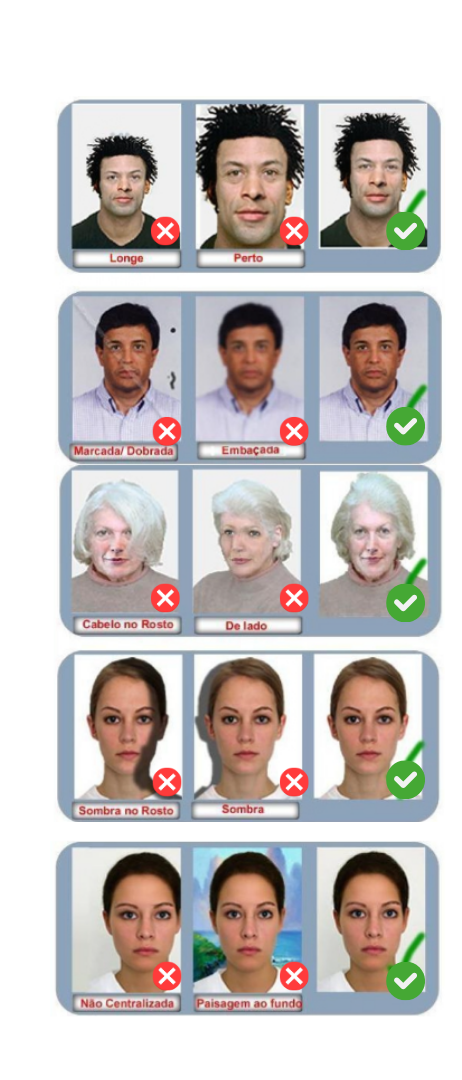 Longe
Perto
Marcada/ Dobrada
Embaçada
Cabelo no Rosto
De lado
Sombra no Rosto
Sombra
Não Centralizada
Paisagem ao fundo